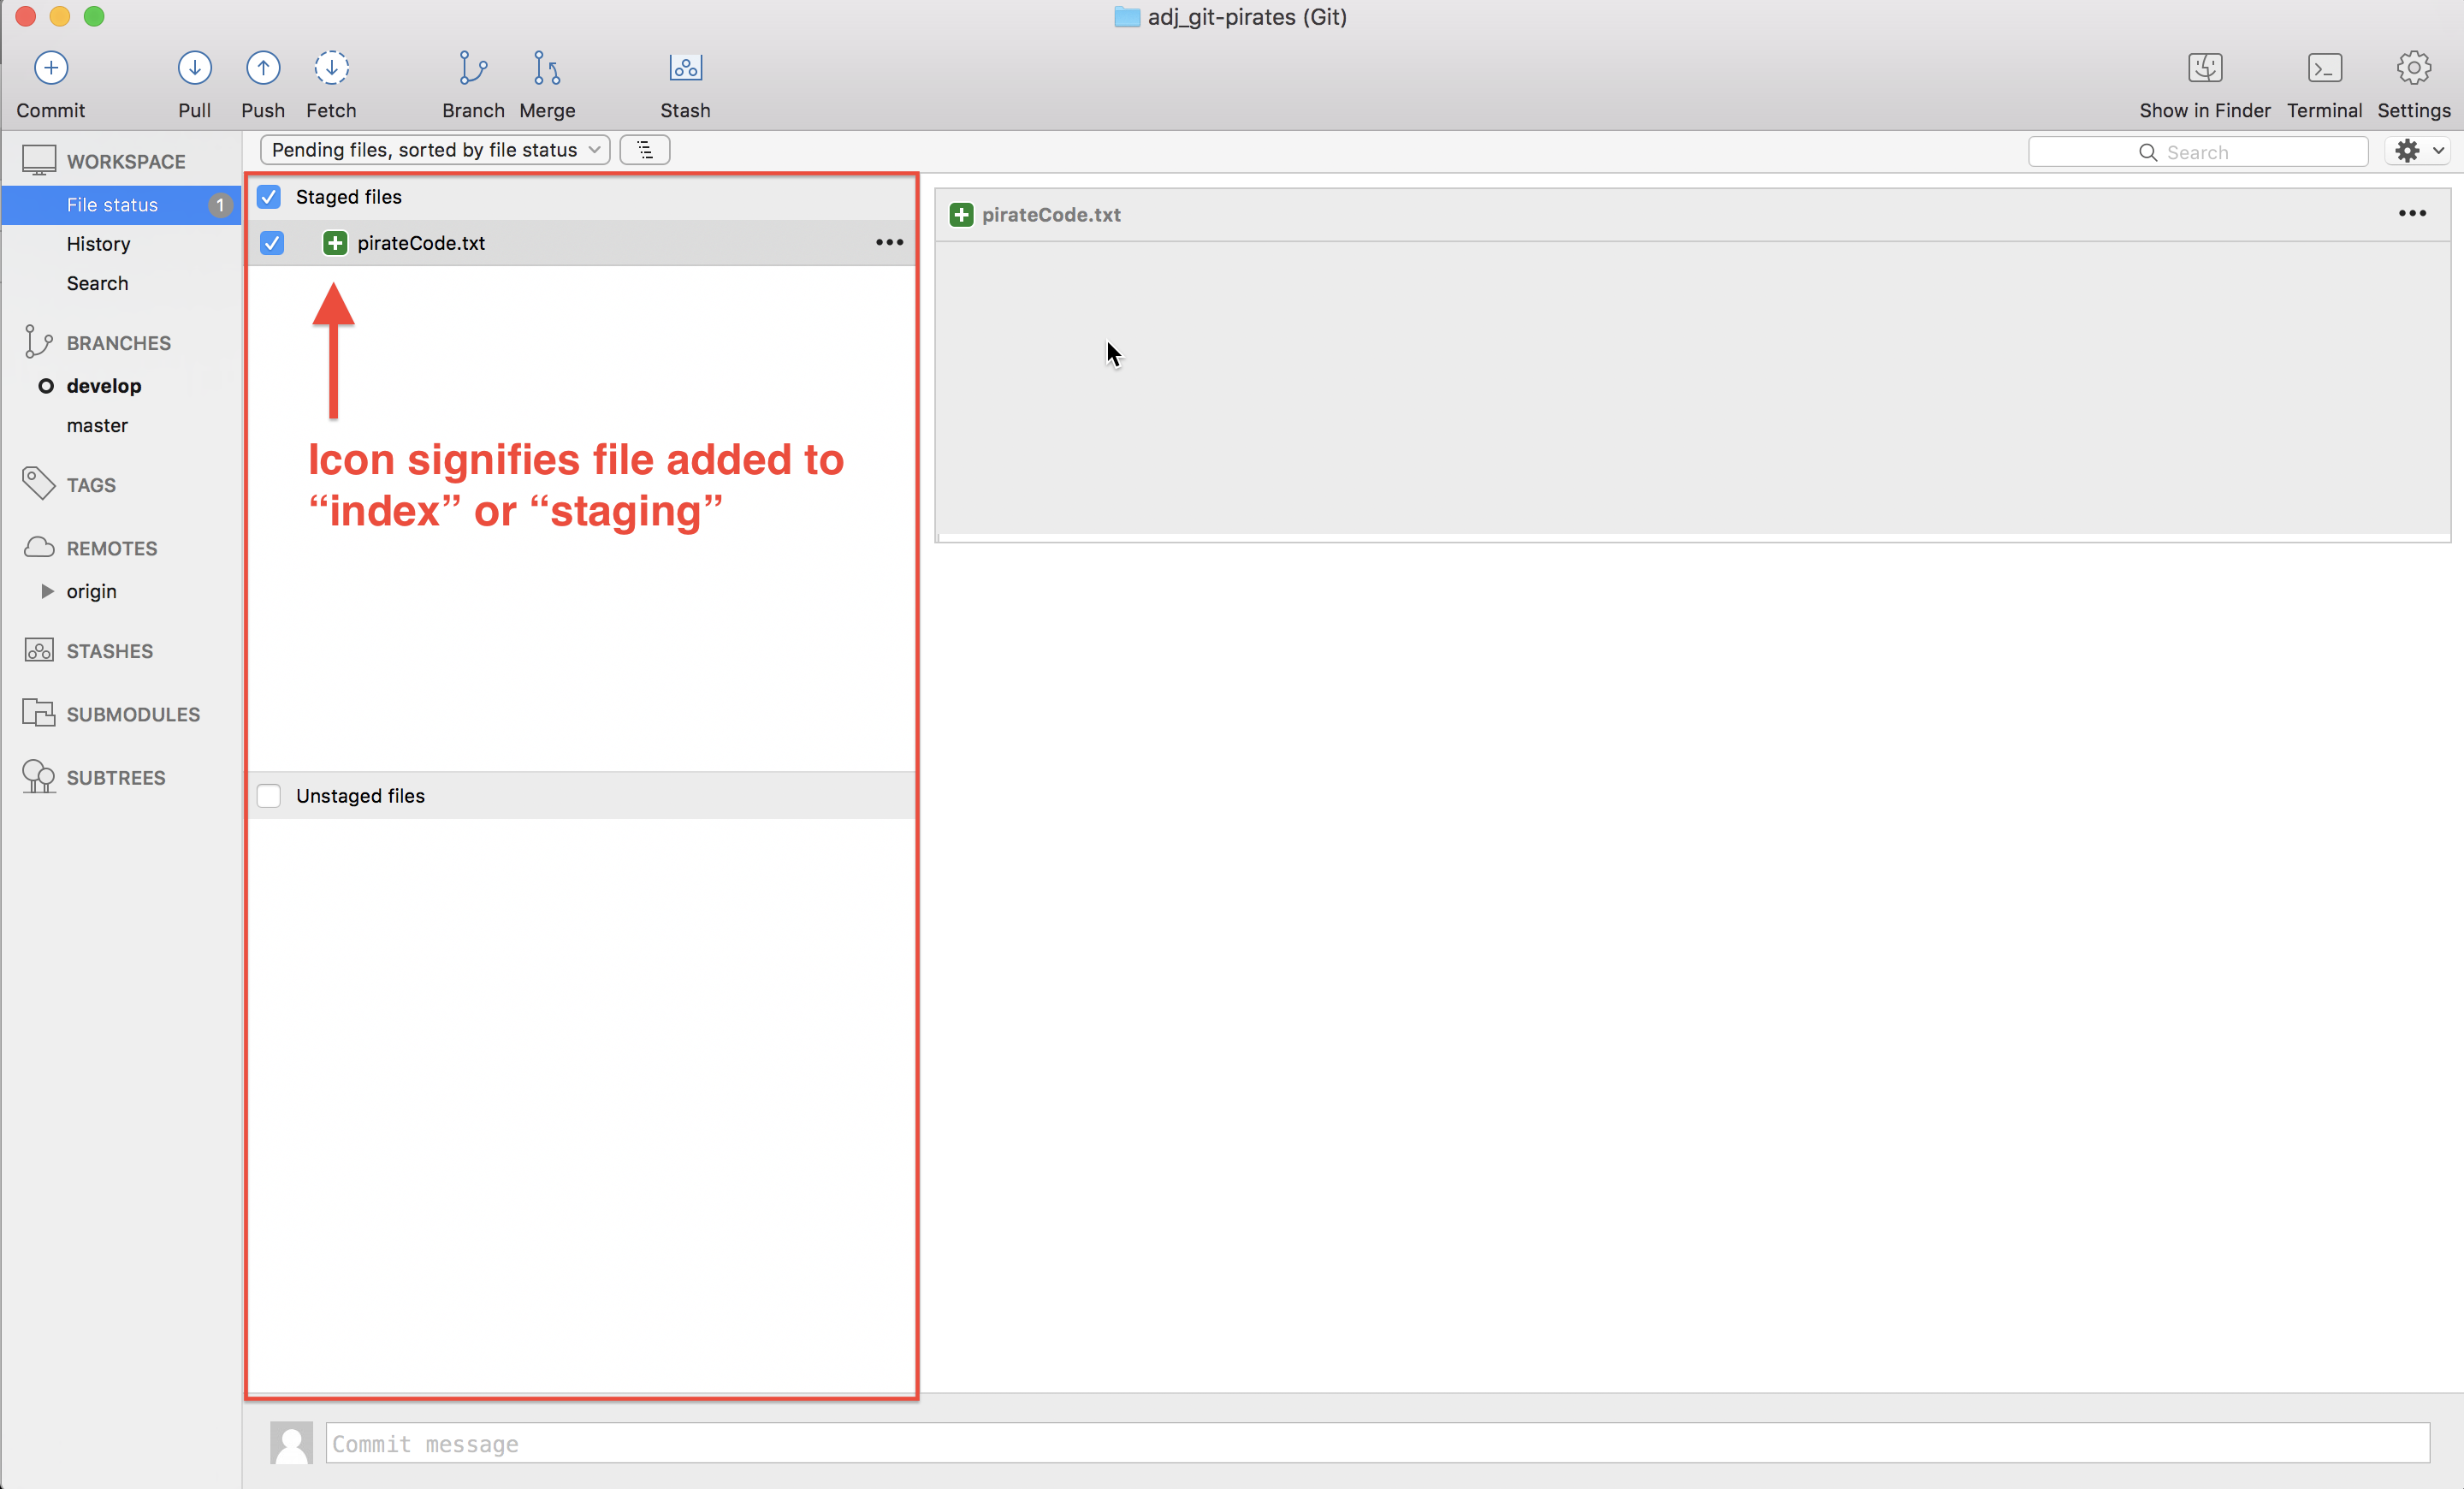 adj_git-pirates (Git)
Commit
Pull
Push
Fetch
Branch
Merge
Stash
Show in Finder
Terminal
Settings
WORKSPACE
File status
1
History
Search
BRANCHES
develop
master
TAGS
REMOTES
origin
STASHES
SUBMODULES
SUBTREES
Pending files, sorted by file status
Search
Staged files
pirateCode.txt
Icon signifies file added to
“index” or “staging”
Unstaged files
pirateCode.txt
Commit message